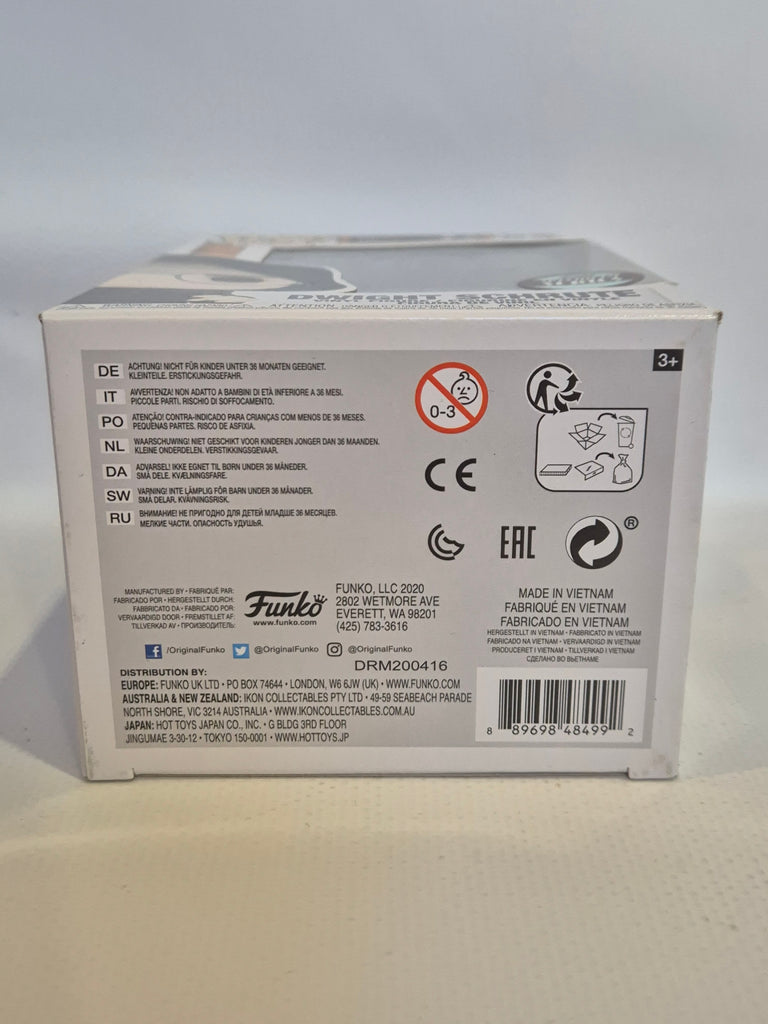 DWIGHT SCHRUTE
3+
DE ACHTUNG! NICHT FÜR KINDER UNTER 36 MONATEN GEEIGNET.
KLEINTEILE. ERSTICKUNGSGEFAHR.
IT AVVERTENZA! NON ADATTO A BAMBINI DI ETÀ INFERIORE A 36 MESI.
PICCOLE PARTI. RISCHIO DI SOFFOCAMENTO.
PO ATENÇÃO! CONTRA-INDICADO PARA CRIANÇAS COM MENOS DE 36 MESES.
PEQUENAS PARTES. RISCO DE ASFIXIA.
NL WAARSCHUWING! NIET GESCHIKT VOOR KINDEREN JONGER DAN 36 MAANDEN.
KLEINE ONDERDELEN. VERSTIKKINGSGEVAAR.
DA ADVARSEL! IKKE EGNET TIL BØRN UNDER 36 MÅNEDER.
SMÅ DELE. KVÆLNINGSFARE.
SW VARNING! INTE LÄMPLIG FÖR BARN UNDER 36 MÅNADER.
SMÅ DELAR. KVÄVNINGSRISK.
RU ВНИМАНИЕ! НЕ ПРИГОДНО ДЛЯ ДЕТЕЙ МЛАДШЕ 36 МЕСЯЦЕВ.
МЕЛКИЕ ЧАСТИ. ОПАСНОСТЬ УДУШЬЯ.
0-3
CE
EAC
®
MANUFACTURED BY • FABRIQUÉ PAR:
FABRICADO POR • HERGESTELLT DURCH:
FABBRICATO DA • FABRICADO POR:
VERVAARDIGD DOOR • FREMSTILLET AF:
TILLVERKAD AV • ПРОИЗВОДИТЕЛЬ:
Funko
www.funko.com
FUNKO, LLC 2020
2802 WETMORE AVE
EVERETT, WA 98201
(425) 783-3616
/OriginalFunko @OriginalFunko @OriginalFunko
DRM200416
DISTRIBUTION BY:
EUROPE: FUNKO UK LTD • PO BOX 74644 • LONDON, W6 6JW (UK) • WWW.FUNKO.COM
AUSTRALIA & NEW ZEALAND: IKON COLLECTABLES PTY LTD • 49-59 SEABEACH PARADE
NORTH SHORE, VIC 3214 AUSTRALIA • WWW.IKONCOLLECTABLES.COM.AU
JAPAN: HOT TOYS JAPAN CO., INC. • G BLDG 3RD FLOOR
JINGUMAE 3-30-12 • TOKYO 150-0001 • WWW.HOTTOYS.JP
MADE IN VIETNAM
FABRIQUÉ EN VIETNAM
FABRICADO EN VIETNAM
HERGESTELLT IN VIETNAM • FABBRICATO IN VIETNAM
FABRICADO NA VIETNAM • VERVAARDIGD IN VIETNAM
PRODUCERET I VIETNAM • TILLVERKAD I VIETNAM
СДЕЛАНО ВО ВЬЕТНАМЕ
8 89698 48499 2